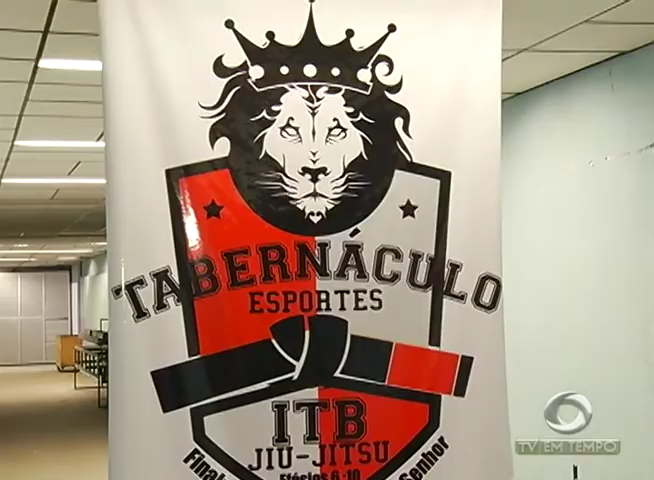 TABERNÁCULO
ESPORTES
ITB
JIU-JITSU
Efésios 6:10
Senhor
TV EM TEMPO